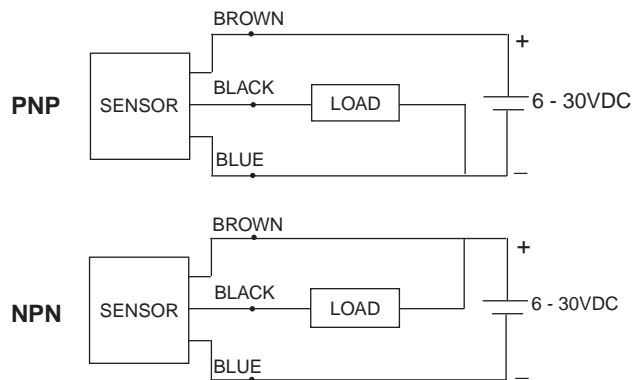 BROWN
+
PNP
SENSOR
BLACK
LOAD
6 - 30VDC
BLUE
–
BROWN
+
NPN
SENSOR
BLACK
LOAD
6 - 30VDC
BLUE
–